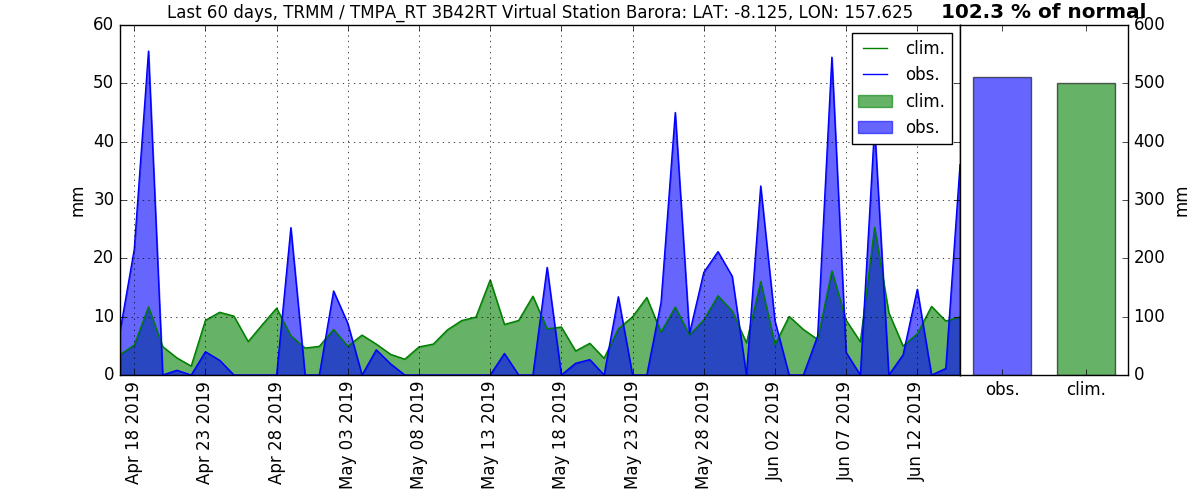 Last 60 days, TRMM / TMPA_RT 3B42RT Virtual Station Barora: LAT: -8.125, LON: 157.625
102.3 % of normal
60
50
40
30
20
10
0
mm
clim.
obs.
clim.
obs.
600
500
400
300
200
100
0
mm
Apr 18 2019
Apr 23 2019
Apr 28 2019
May 03 2019
May 08 2019
May 13 2019
May 18 2019
May 23 2019
May 28 2019
Jun 02 2019
Jun 07 2019
Jun 12 2019
obs.
clim.